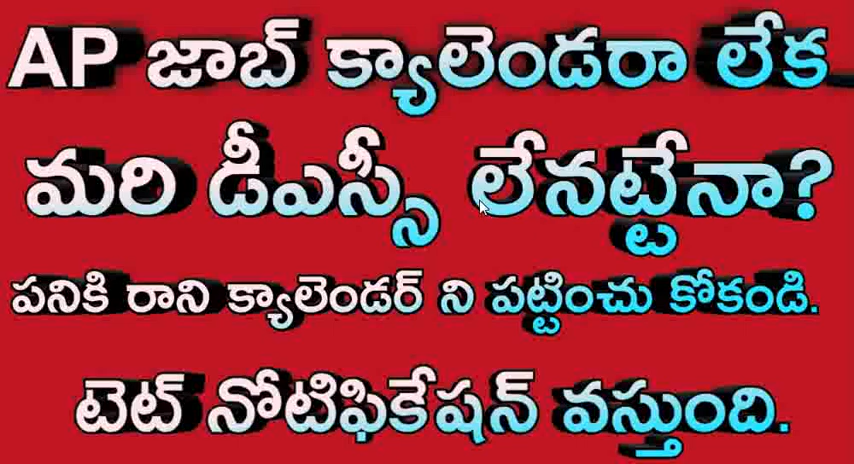 AP జాబ్ క్యాలెండరా లేక
మరి డీఎస్సీ లేనట్టేనా?
పనికి రాని క్యాలెండర్ ని పట్టించు కోకండి.
టెట్ నోటిఫికేషన్ వస్తుంది.